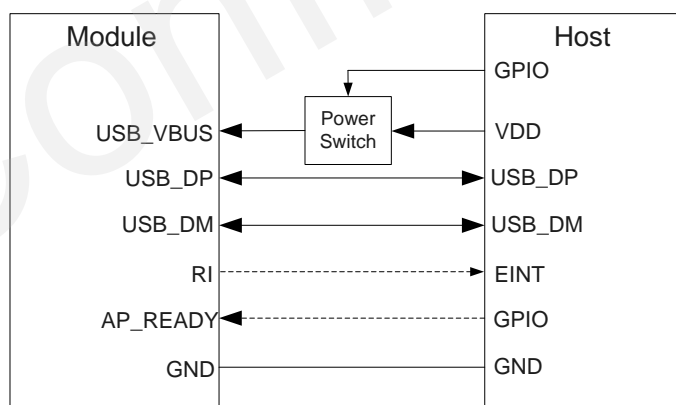 Module
Host
GPIO
Power
Switch
USB_VBUS
VDD
USB_DP
USB_DP
USB_DM
USB_DM
RI
EINT
AP_READY
GPIO
GND
GND